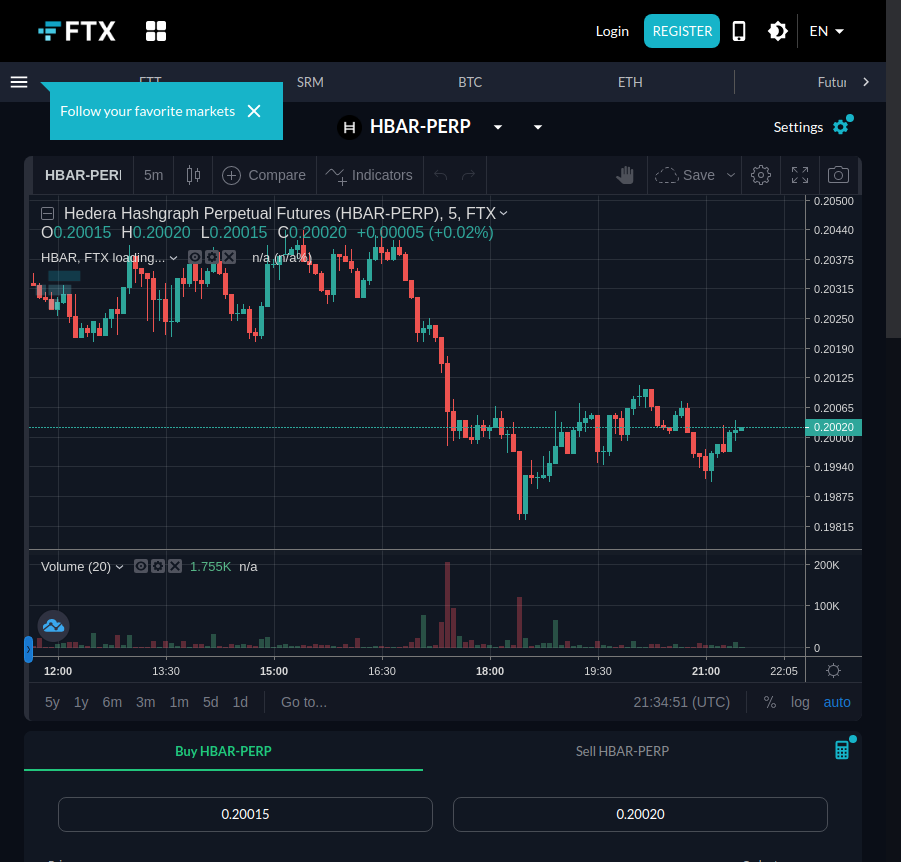 FTX
Login
REGISTER
EN
FTT
SRM
BTC
ETH
Futur
Follow your favorite markets
HBAR-PERP
Settings
HBAR-PERI
5m
Compare
Indicators
Save
Hedera Hashgraph Perpetual Futures (HBAR-PERP), 5, FTX
O0.20015 H0.20020 L0.20015 C0.20020 +0.00005 (+0.02%)
HBAR, FTX loading... n/a (n/a%)
0.20500
0.20440
0.20375
0.20315
0.20250
0.20190
0.20125
0.20065
0.20020
0.20000
0.19940
0.19875
0.19815
Volume (20) 1.755K n/a
200K
100K
0
12:00 13:30 15:00 16:30 18:00 19:30 21:00 22:05
5y 1y 6m 3m 1m 5d 1d Go to... 21:34:51 (UTC) % log auto
Buy HBAR-PERP
Sell HBAR-PERP
0.20015
0.20020